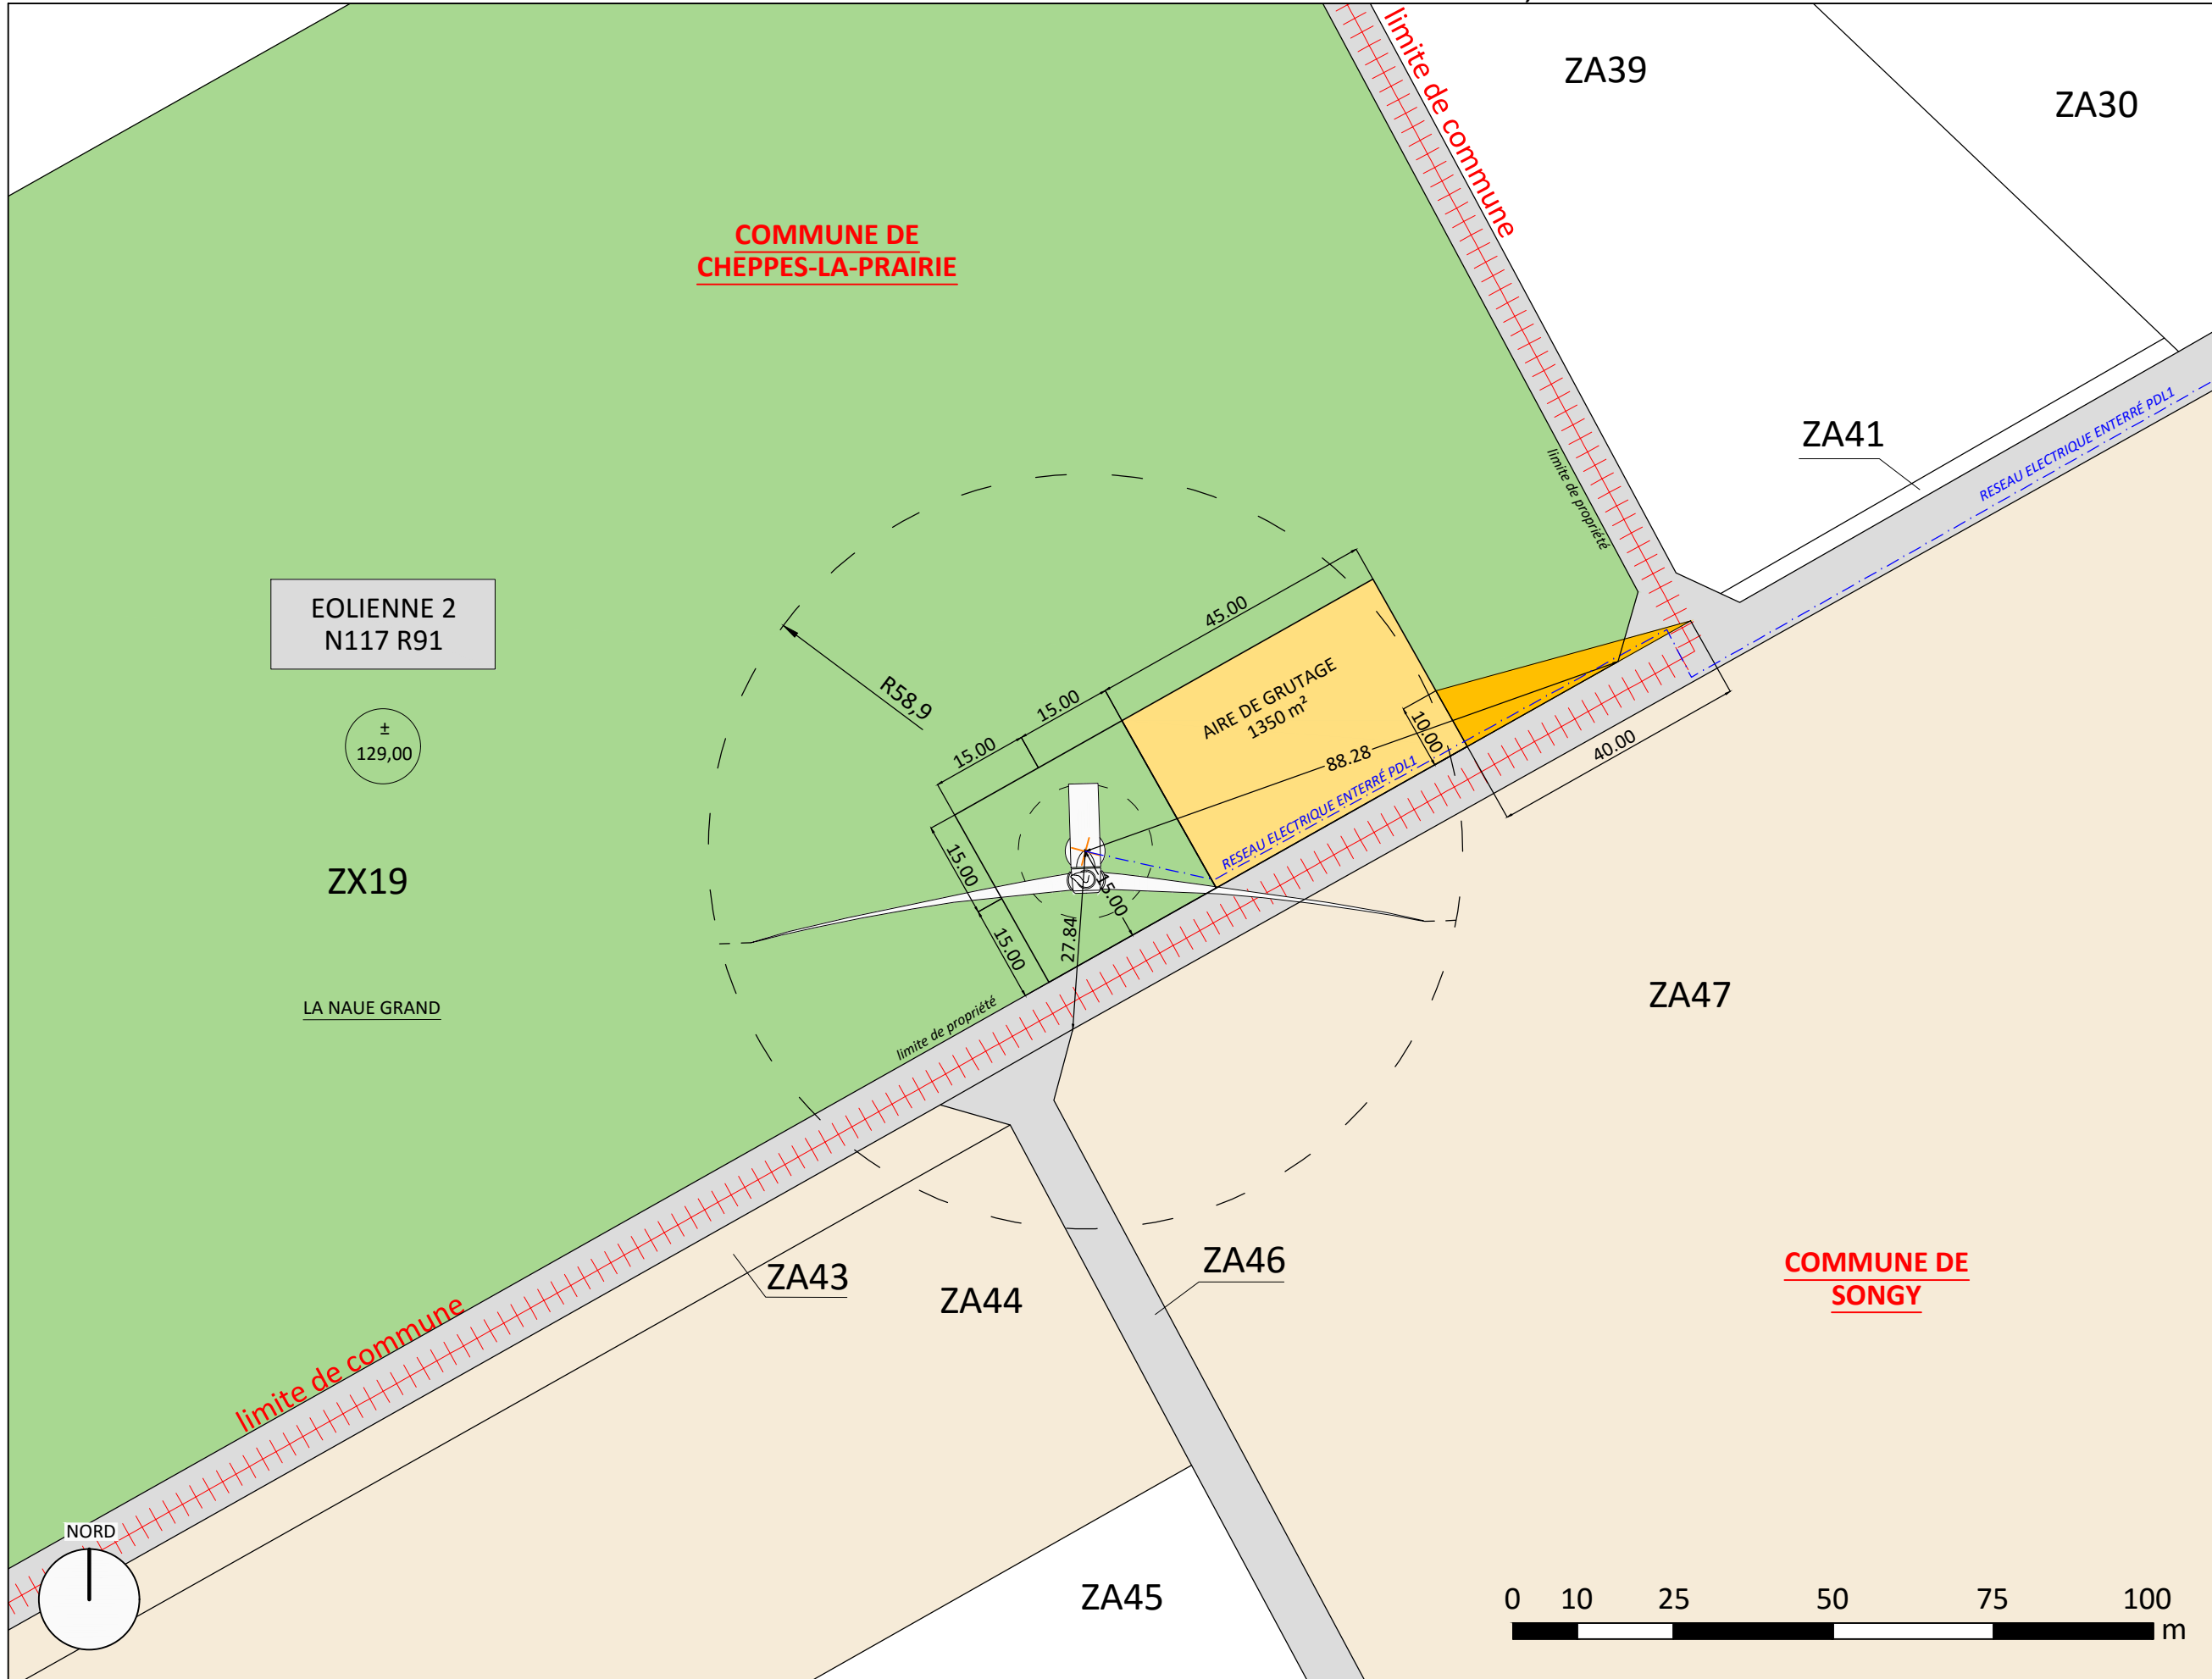 limite de commune
ZA39
ZA30
COMMUNE DE
CHEPPES-LA-PRAIRIE
ZA41
RESEAU ELECTRIQUE ENTERRÉ PDL1
limite de propriété
EOLIENNE 2
N117 R91
±
129,00
R58,9
45.00
15.00
15.00
AIRE DE GRUTAGE
1350 m²
10.00
88.28
40.00
RESEAU ELECTRIQUE ENTERRÉ PDL1
15.00
15.00
15.00
27.84
ZX19
LA NAUE GRAND
limite de propriété
ZA47
ZA43
ZA44
ZA46
COMMUNE DE
SONGY
limite de commune
NORD
ZA45
0 10 25 50 75 100
m